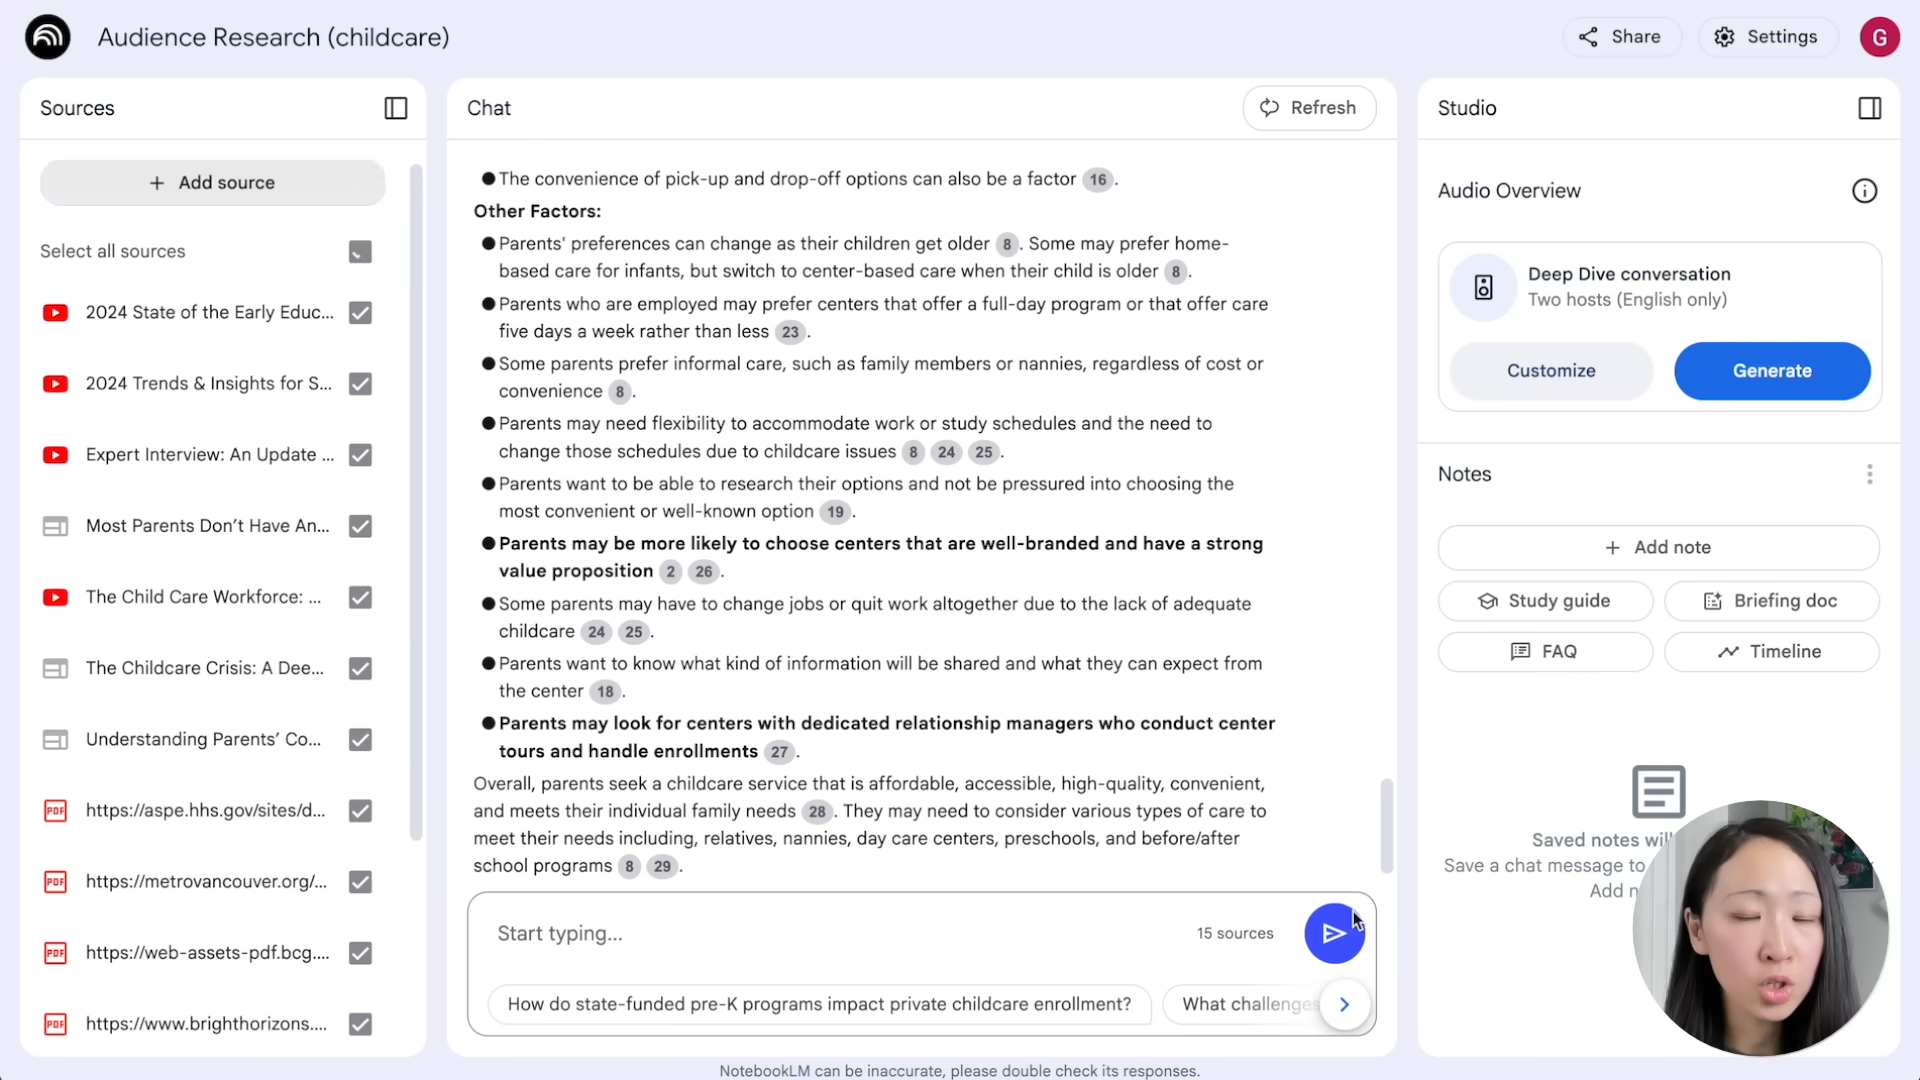 Audience Research (childcare)
Share
Settings
G
Sources
Add source
Select all sources
2024 State of the Early Educ...
2024 Trends & Insights for S...
Expert Interview: An Update ...
Most Parents Don't Have An...
The Child Care Workforce: ...
The Childcare Crisis: A Dee...
Understanding Parents' Co...
PDF https://aspe.hhs.gov/sites/d...
PDF https://metrovancouver.org/...
PDF https://web-assets-pdf.bcg....
PDF https://www.brighthorizons....
Chat
Refresh
●The convenience of pick-up and drop-off options can also be a factor 16 .
Other Factors:
●Parents' preferences can change as their children get older 8 . Some may prefer home-
based care for infants, but switch to center-based care when their child is older 8 .
●Parents who are employed may prefer centers that offer a full-day program or that offer care
five days a week rather than less 23 .
●Some parents prefer informal care, such as family members or nannies, regardless of cost or
convenience 8 .
●Parents may need flexibility to accommodate work or study schedules and the need to
change those schedules due to childcare issues 8 24 25 .
●Parents want to be able to research their options and not be pressured into choosing the
most convenient or well-known option 19 .
●Parents may be more likely to choose centers that are well-branded and have a strong
value proposition 2 26 .
●Some parents may have to change jobs or quit work altogether due to the lack of adequate
childcare 24 25 .
●Parents want to know what kind of information will be shared and what they can expect from
the center 18 .
●Parents may look for centers with dedicated relationship managers who conduct center
tours and handle enrollments 27 .
Overall, parents seek a childcare service that is affordable, accessible, high-quality, convenient,
and meets their individual family needs 28 . They may need to consider various types of care to
meet their needs including, relatives, nannies, day care centers, preschools, and before/after
school programs 8 29 .
Start typing...
15 sources
How do state-funded pre-K programs impact private childcare enrollment?
What challenges
Studio
Audio Overview
Deep Dive conversation
Two hosts (English only)
Customize
Generate
Notes
Add note
Study guide
Briefing doc
FAQ
Timeline
Saved notes wil
Save a chat message to
Add n
NotebookLM can be inaccurate, please double check its responses.